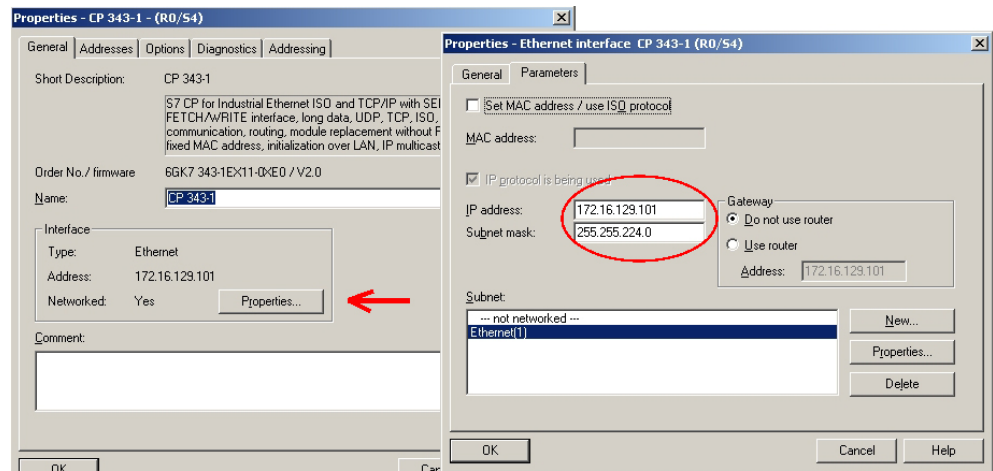 Properties - CP 343-1 - (R0/S4)
General Addresses Options Diagnostics Addressing
Short Description: CP 343-1
S7 CP for Industrial Ethernet ISO and TCP/IP with
FETCH/WRITE interface, long data, UDP, TCP, ISO,
communication, routing, module replacement without
fixed MAC address, initialization over LAN, IP multicast
Order No./ firmware 6GK7 343-1EX11-0XE0 / V2.0
Name: CP 343-1
Interface
Type: Ethernet
Address: 172.16.129.101
Networked: Yes Properties...
Comment:
OK
Properties - Ethernet interface CP 343-1 (R0/S4)
General Parameters
Set MAC address / use ISO protocol
MAC address:
IP protocol is being used
IP address: 172.16.129.101
Subnet mask: 255.255.224.0
Gateway
Do not use router
Use router
Address: 172.16.129.101
Subnet:
--- not networked ---
Ethernet(1)
New...
Properties...
Delete
OK Cancel Help